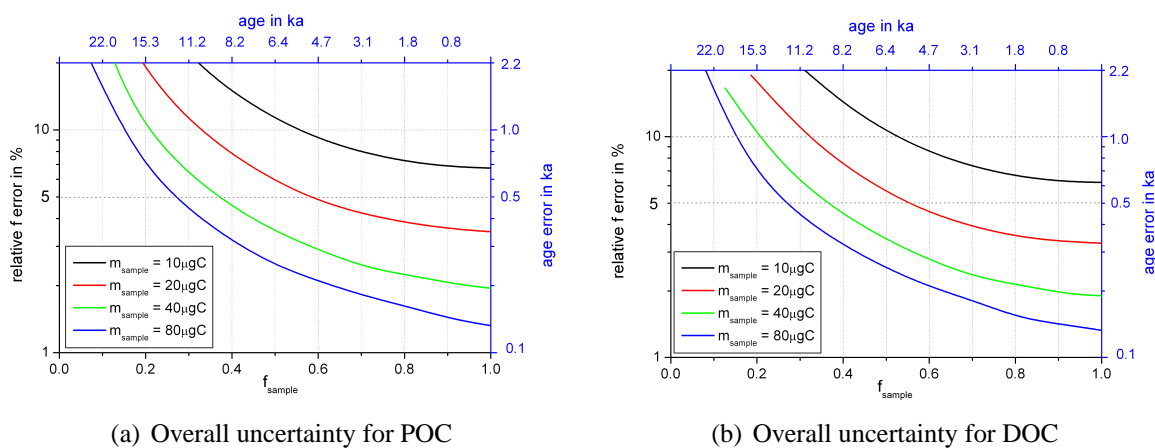 age in ka
22.0 15.3 11.2 8.2 6.4 4.7 3.1 1.8 0.8
relative f error in %
10
5
1
2.2
1.0
0.5
0.1
age error in ka
m_sample = 10μgC
m_sample = 20μgC
m_sample = 40μgC
m_sample = 80μgC
0.0 0.2 0.4 0.6 0.8 1.0
f_sample
(a) Overall uncertainty for POC
age in ka
22.0 15.3 11.2 8.2 6.4 4.7 3.1 1.8 0.8
relative f error in %
10
5
1
2.2
1.0
0.5
0.1
age error in ka
m_sample = 10μgC
m_sample = 20μgC
m_sample = 40μgC
m_sample = 80μgC
0.0 0.2 0.4 0.6 0.8 1.0
f_sample
(b) Overall uncertainty for DOC